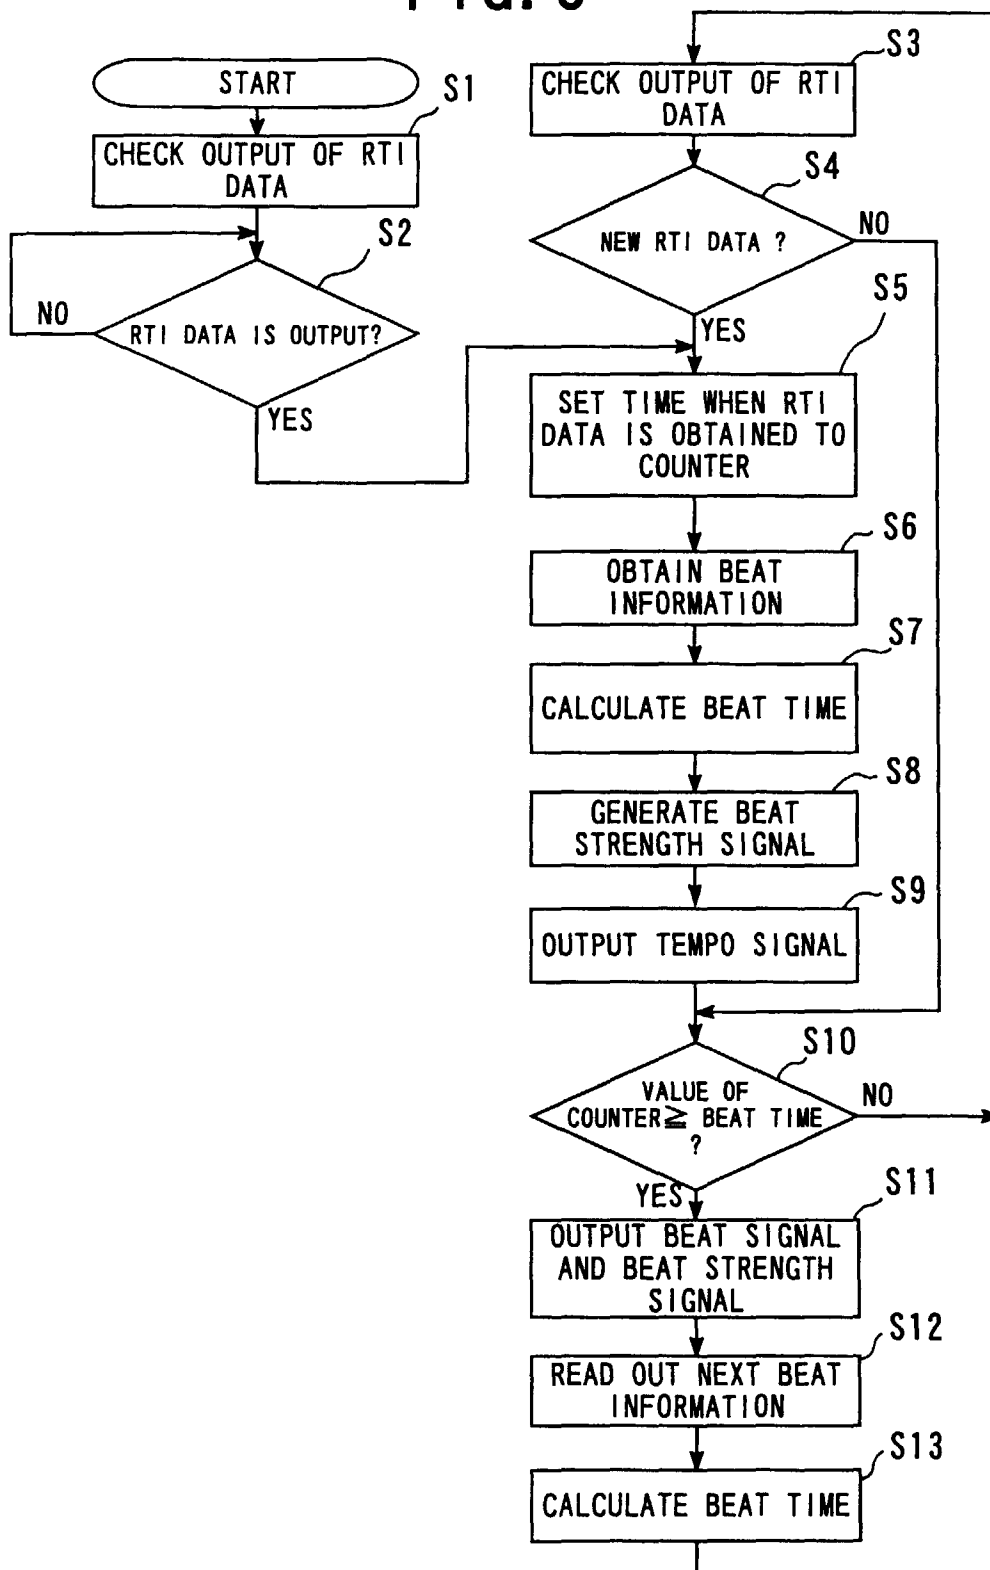 START
S1
CHECK OUTPUT OF RTI
DATA
S2
RTI DATA IS OUTPUT?
NO
YES
S3
CHECK OUTPUT OF RTI
DATA
S4
NEW RTI DATA ?
NO
YES
S5
SET TIME WHEN RTI
DATA IS OBTAINED TO
COUNTER
S6
OBTAIN BEAT
INFORMATION
S7
CALCULATE BEAT TIME
S8
GENERATE BEAT
STRENGTH SIGNAL
S9
OUTPUT TEMPO SIGNAL
S10
VALUE OF
COUNTER≧ BEAT TIME
?
NO
YES
S11
OUTPUT BEAT SIGNAL
AND BEAT STRENGTH
SIGNAL
S12
READ OUT NEXT BEAT
INFORMATION
S13
CALCULATE BEAT TIME